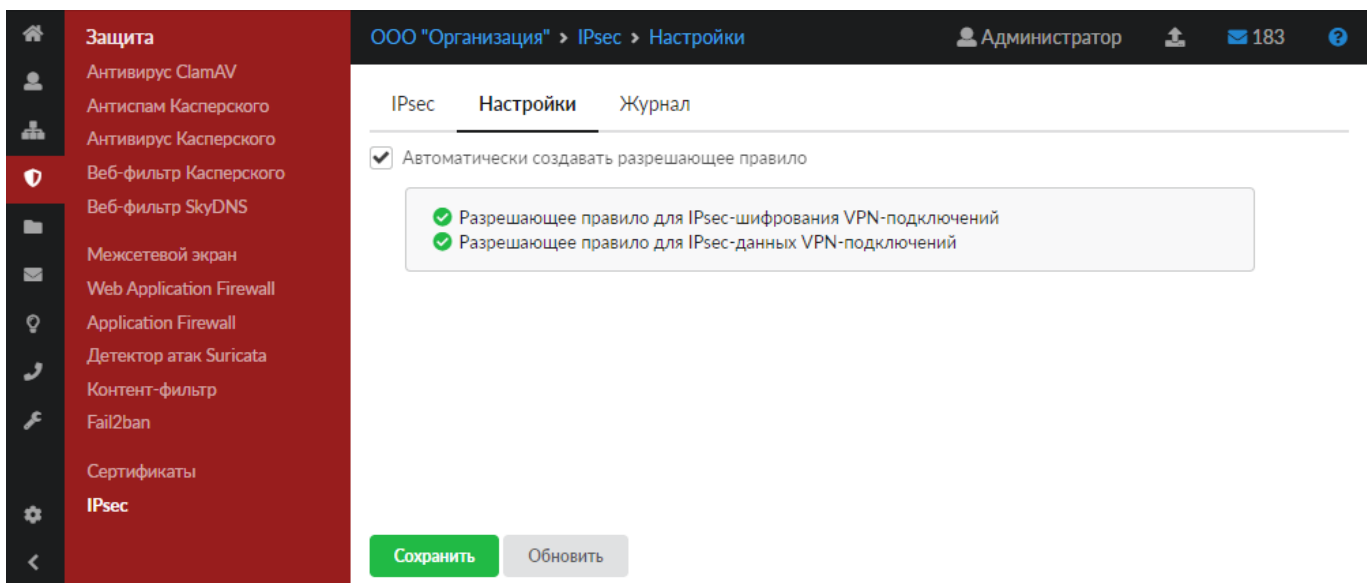 Защита
Антивирус ClamAV
Антиспам Касперского
Антивирус Касперского
Веб-фильтр Касперского
Веб-фильтр SkyDNS
Межсетевой экран
Web Application Firewall
Application Firewall
Детектор атак Suricata
Контент-фильтр
Fail2ban
Сертификаты
IPsec
ООО "Организация" > IPsec > Настройки
Администратор
183
IPsec
Настройки
Журнал
Автоматически создавать разрешающее правило
Разрешающее правило для IPsec-шифрования VPN-подключений
Разрешающее правило для IPsec-данных VPN-подключений
Сохранить
Обновить